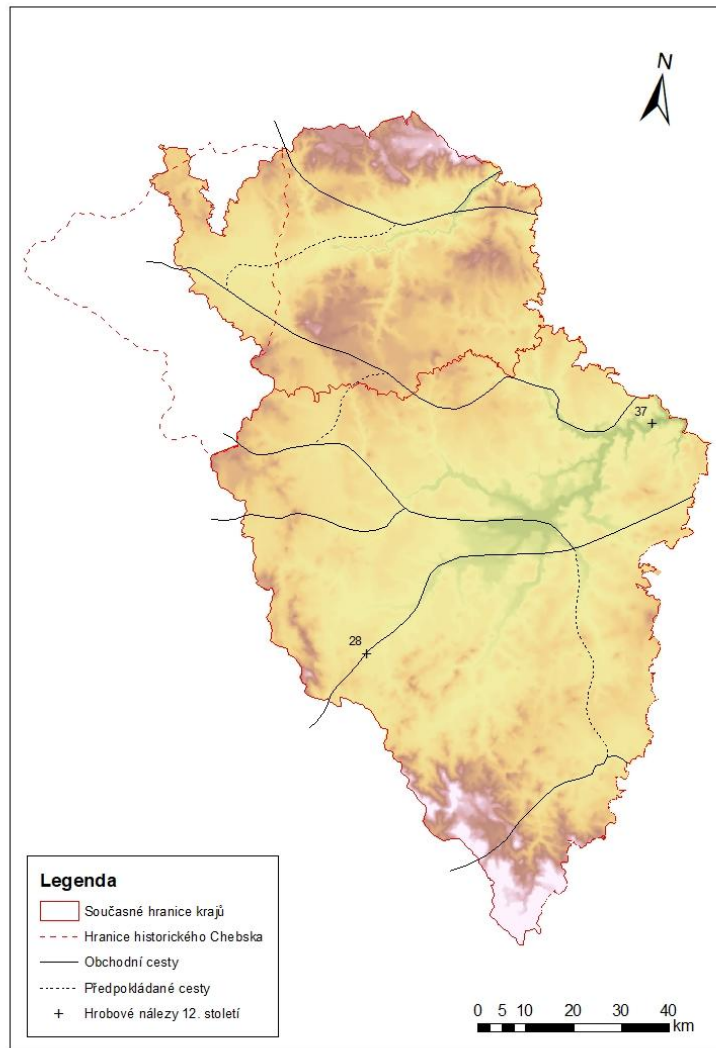 N
37
28
Legenda
Současné hranice krajů
Hranice historického Chebska
Obchodní cesty
Předpokládané cesty
Hrobové nálezy 12. století
0 5 10 20 30 40
km